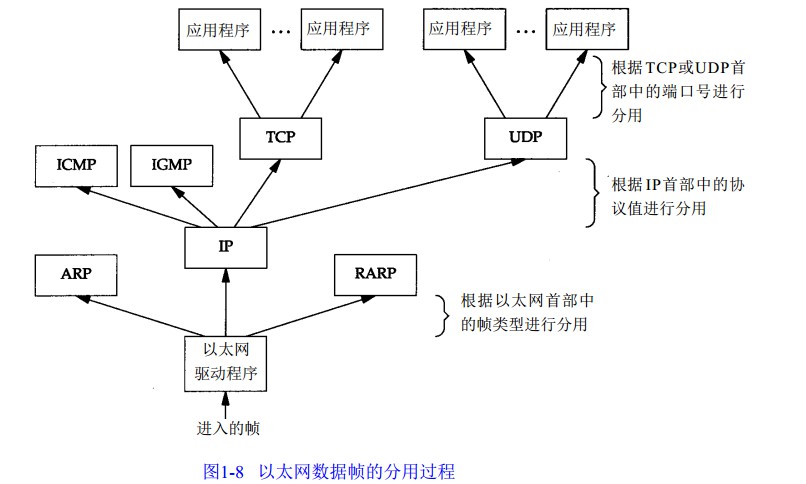 应用程序 … 应用程序 应用程序 … 应用程序
根据TCP或UDP首
部中的端口号进行
分用
TCP UDP
ICMP IGMP
根据IP首部中的协
议值进行分用
IP
ARP RARP
根据以太网首部中
的帧类型进行分用
以太网
驱动程序
进入的帧
图1-8 以太网数据帧的分用过程